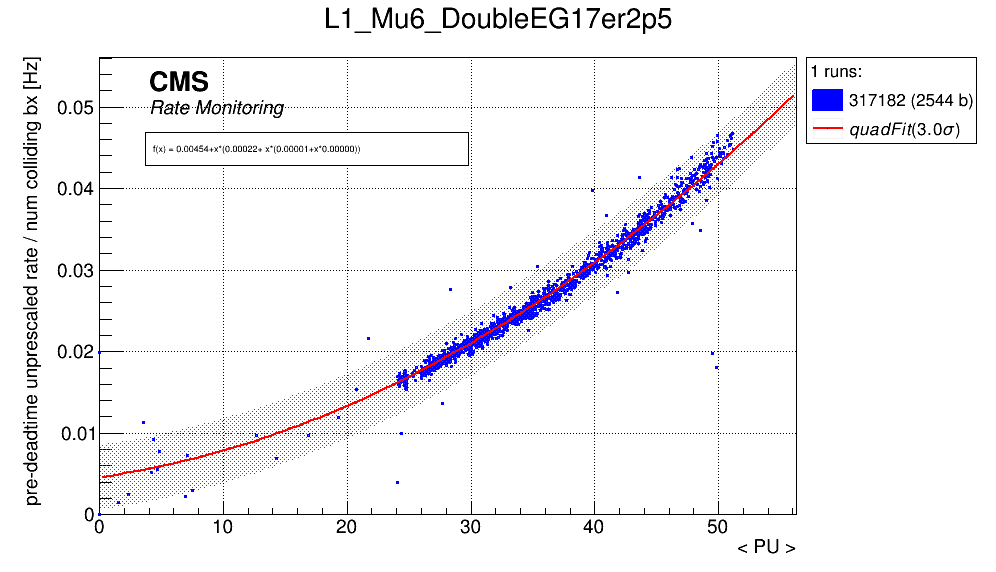 L1_Mu6_DoubleEG17er2p5
pre-deadtime unprescaled rate / num colliding bx [Hz]
CMS
Rate Monitoring
f(x) = 0.00454+x*(0.00022+ x*(0.00001+x*0.00000))
1 runs:
317182 (2544 b)
quadFit(3.0σ)
0.05
0.04
0.03
0.02
0.01
0
0 10 20 30 40 50
< PU >